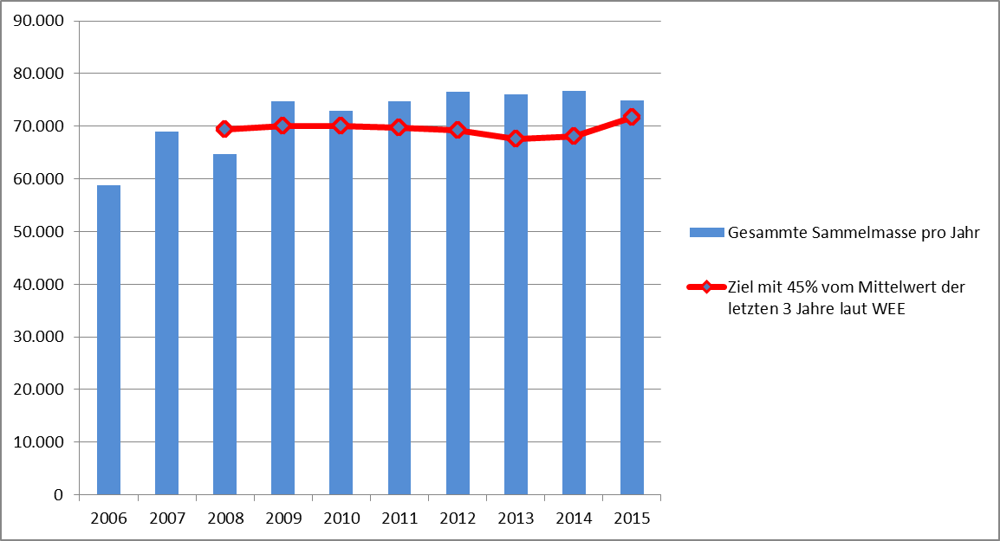 90.000
80.000
70.000
60.000
50.000
40.000
30.000
20.000
10.000
0
2006 2007 2008 2009 2010 2011 2012 2013 2014 2015
Gesammte Sammelmasse pro Jahr
Ziel mit 45% vom Mittelwert der
letzten 3 Jahre laut WEE